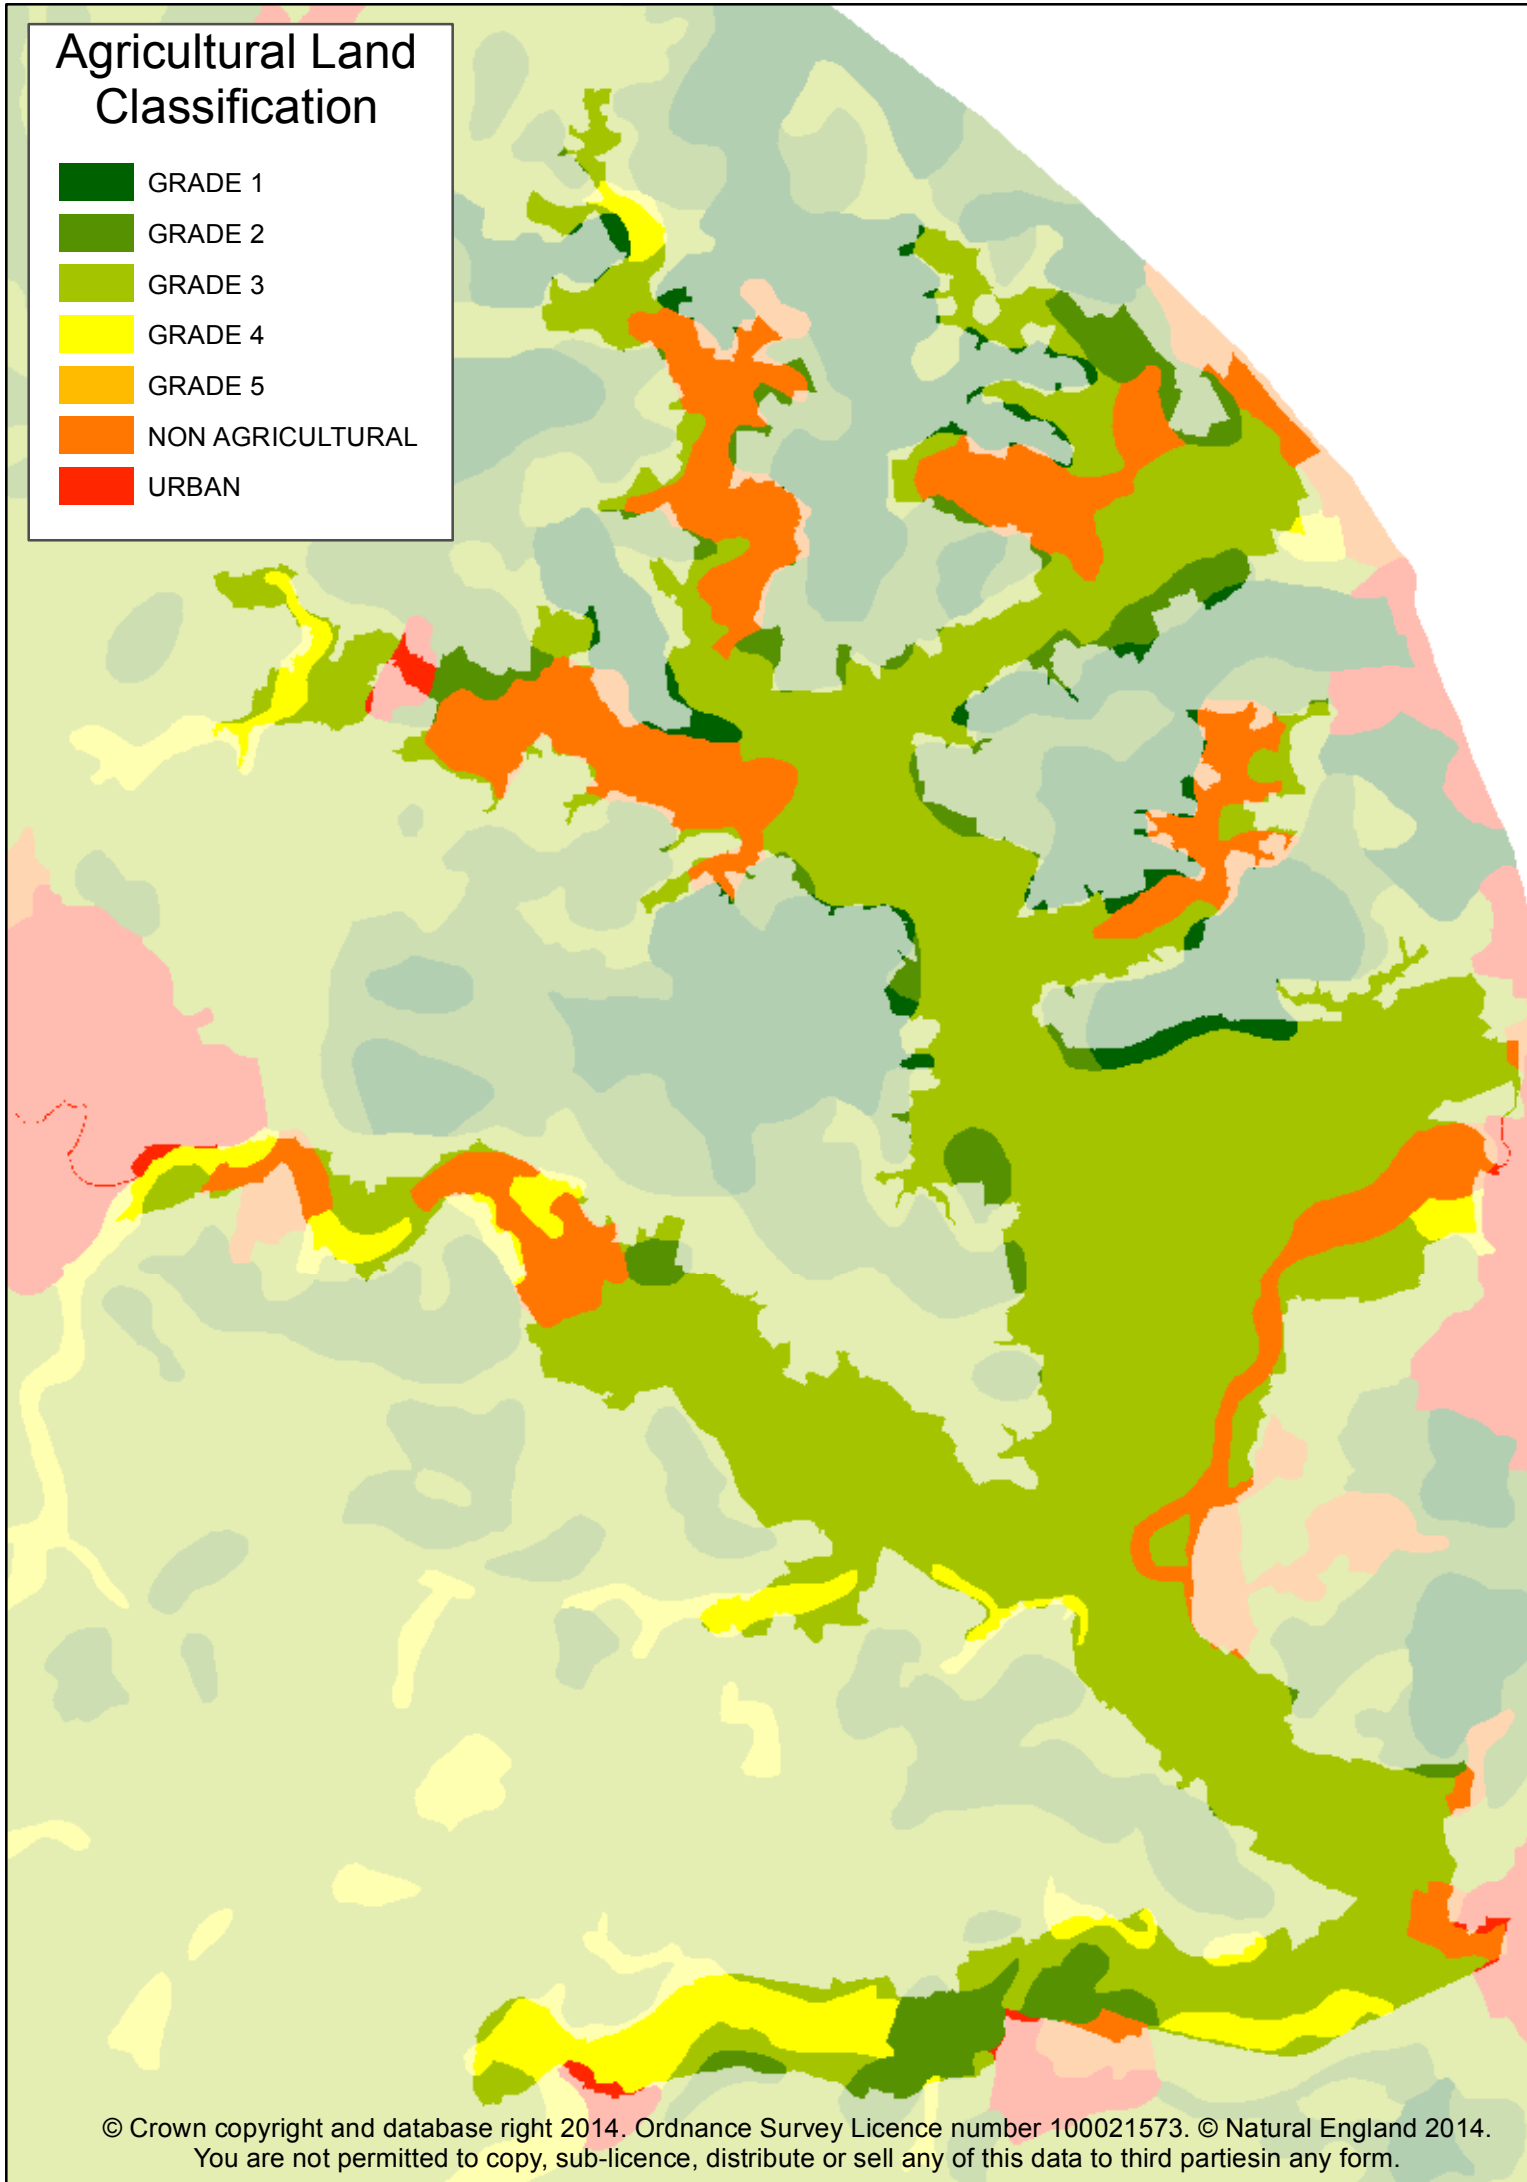 Agricultural Land
Classification
GRADE 1
GRADE 2
GRADE 3
GRADE 4
GRADE 5
NON AGRICULTURAL
URBAN
© Crown copyright and database right 2014. Ordnance Survey Licence number 100021573. © Natural England 2014.
You are not permitted to copy, sub-licence, distribute or sell any of this data to third partiesin any form.